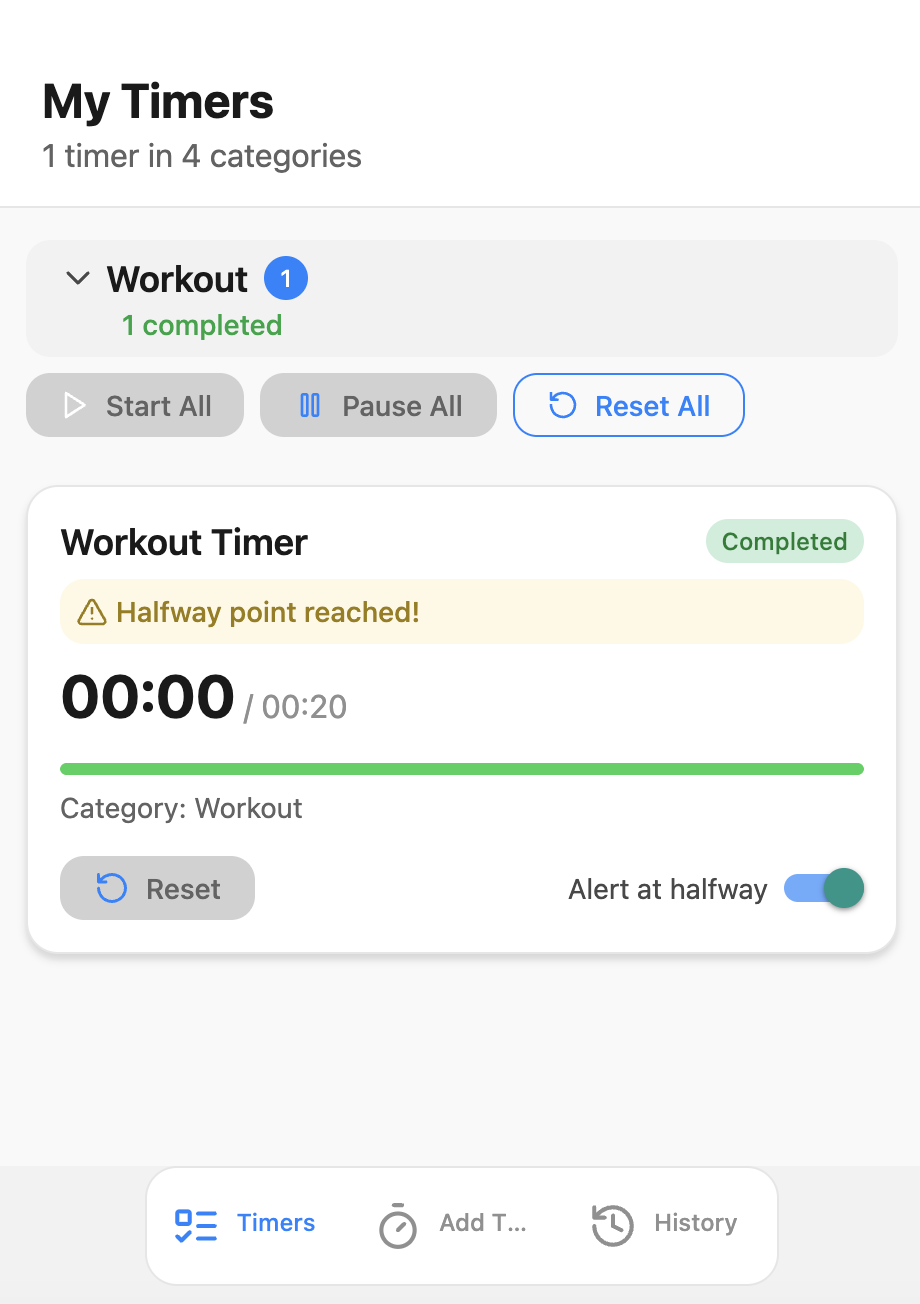 My Timers
1 timer in 4 categories
Workout 1
1 completed
Start All Pause All Reset All
Workout Timer Completed
Halfway point reached!
00:00 / 00:20
Category: Workout
Reset Alert at halfway
Timers Add T... History